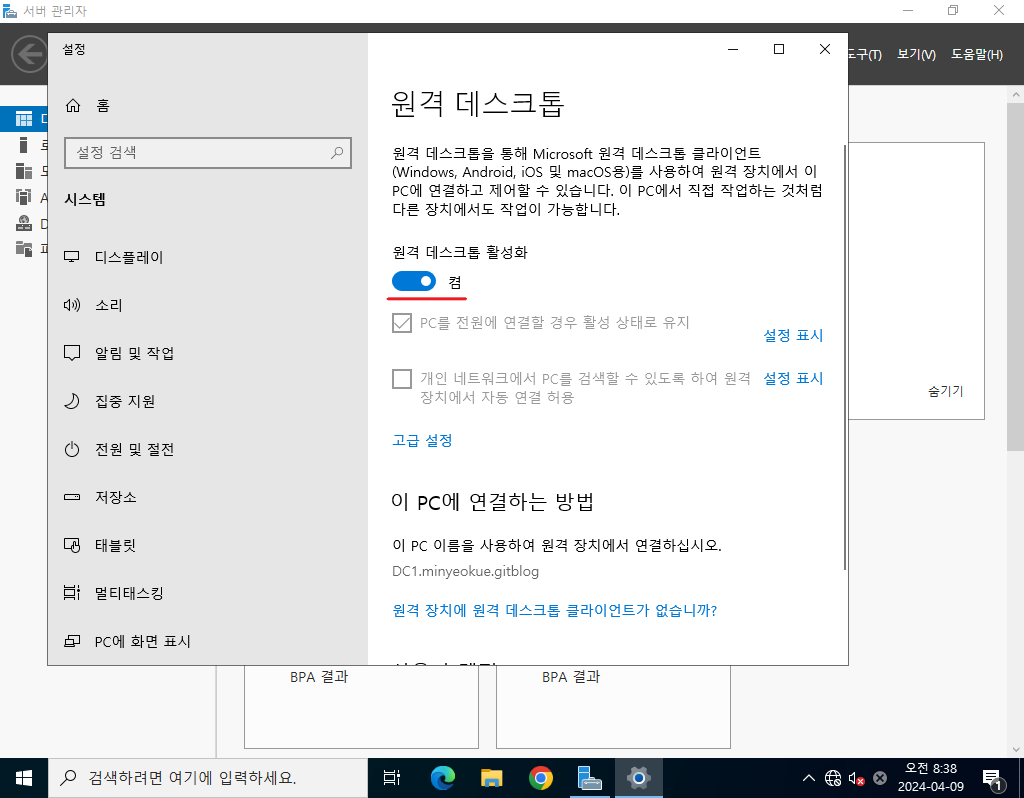 서버 관리자
도구(T) 보기(V) 도움말(H)
설정
홈
설정 검색
시스템
디스플레이
소리
알림 및 작업
집중 지원
전원 및 절전
저장소
태블릿
멀티태스킹
PC에 화면 표시
원격 데스크톱
원격 데스크톱을 통해 Microsoft 원격 데스크톱 클라이언트
(Windows, Android, iOS 및 macOS용)를 사용하여 원격 장치에서 이
PC에 연결하고 제어할 수 있습니다. 이 PC에서 직접 작업하는 것처럼
다른 장치에서도 작업이 가능합니다.
원격 데스크톱 활성화
켬
PC를 전원에 연결할 경우 활성 상태로 유지
설정 표시
개인 네트워크에서 PC를 검색할 수 있도록 하여 원격
장치에서 자동 연결 허용
설정 표시
고급 설정
이 PC에 연결하는 방법
이 PC 이름을 사용하여 원격 장치에서 연결하십시오.
DC1.minyeokue.gitblog
원격 장치에 원격 데스크톱 클라이언트가 없습니까?
숨기기
BPA 결과
BPA 결과
검색하려면 여기에 입력하세요.
오전 8:38
2024-04-09
1